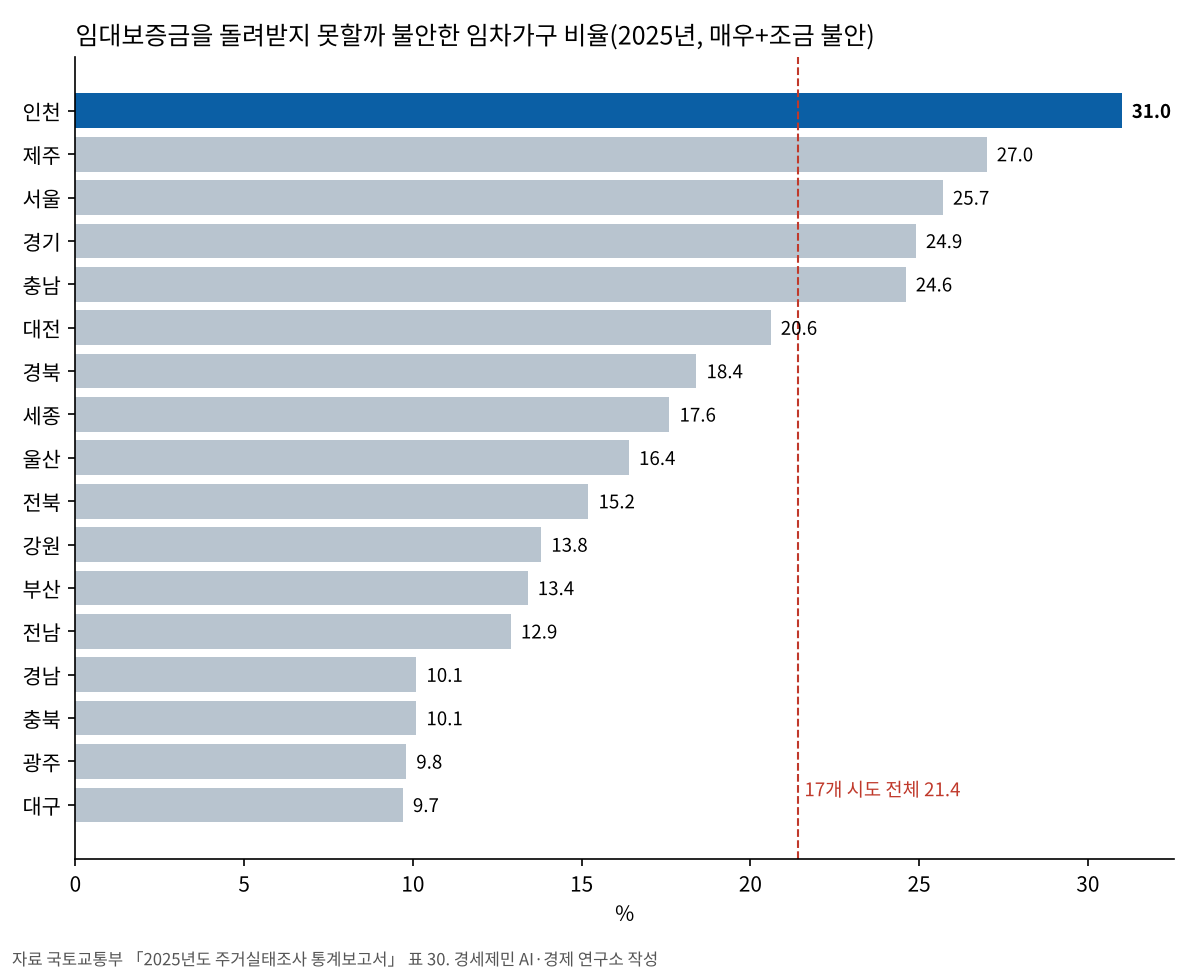 임대보증금을 돌려받지 못할까 불안한 임차가구 비율(2025년, 매우+조금 불안)
인천 31.0
제주 27.0
서울 25.7
경기 24.9
충남 24.6
대전 20.6
경북 18.4
세종 17.6
울산 16.4
전북 15.2
강원 13.8
부산 13.4
전남 12.9
경남 10.1
충북 10.1
광주 9.8
17개 시도 전체 21.4
대구 9.7
0 5 10 15 20 25 30
%
자료 국토교통부 「2025년도 주거실태조사 통계보고서」 표 30. 경세제민 AI·경제 연구소 작성